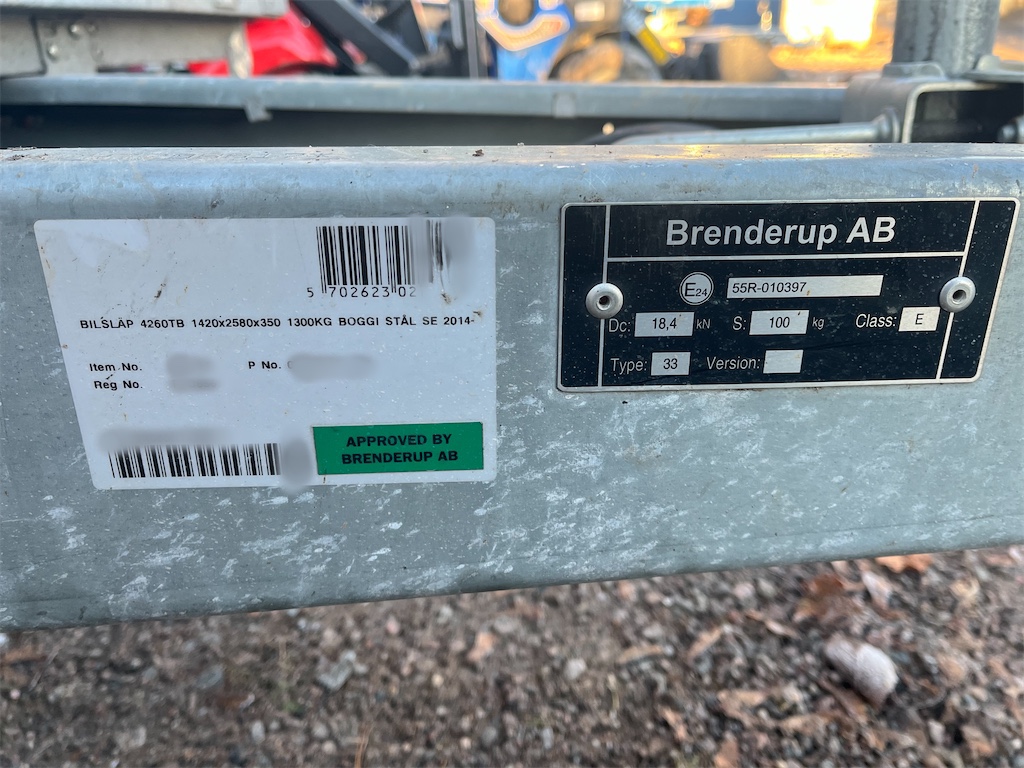 5 702623 02
BILSLÄP 4260TB 1420x2580x350 1300KG BOGGI STÅL SE 2014-
Item No. P No.
Reg No.
APPROVED BY
BRENDERUP AB
Brenderup AB
E24 55R-010397
Dc: 18,4 kN S: 100 kg Class: E
Type: 33 Version: